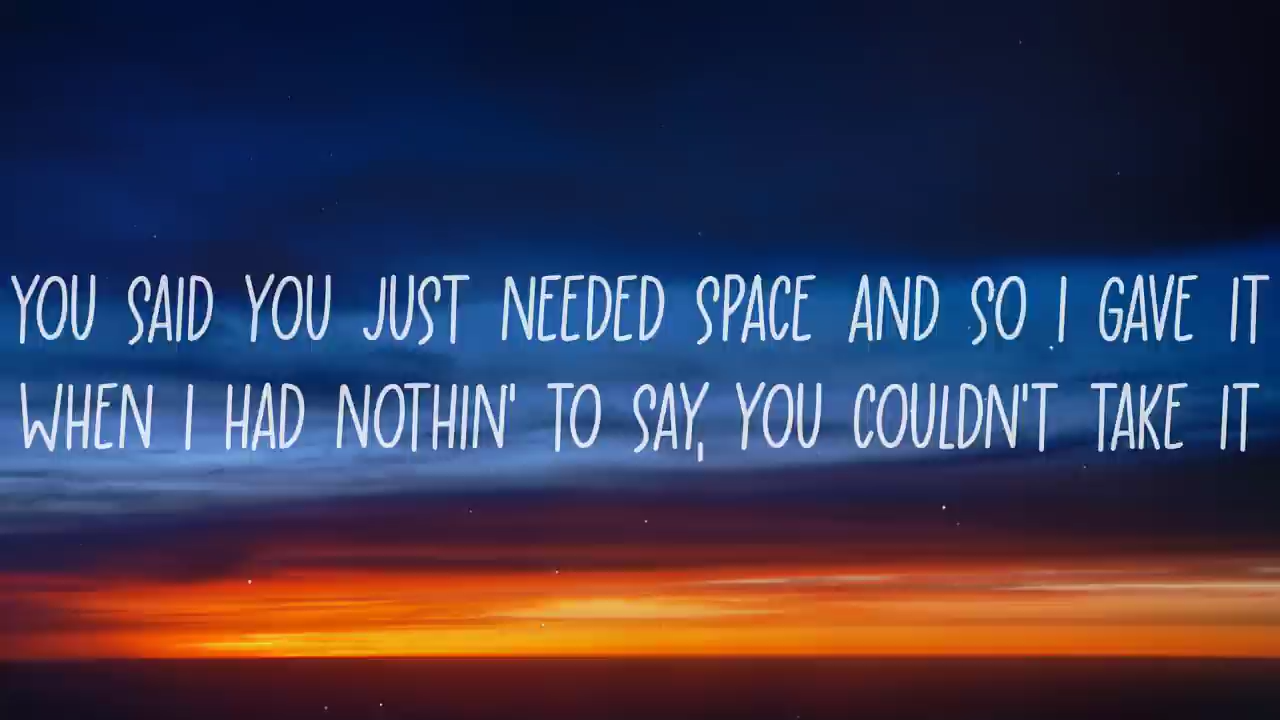 YOU SAID YOU JUST NEEDED SPACE AND SO I GAVE IT
WHEN I HAD NOTHIN' TO SAY, YOU COULDN'T TAKE IT